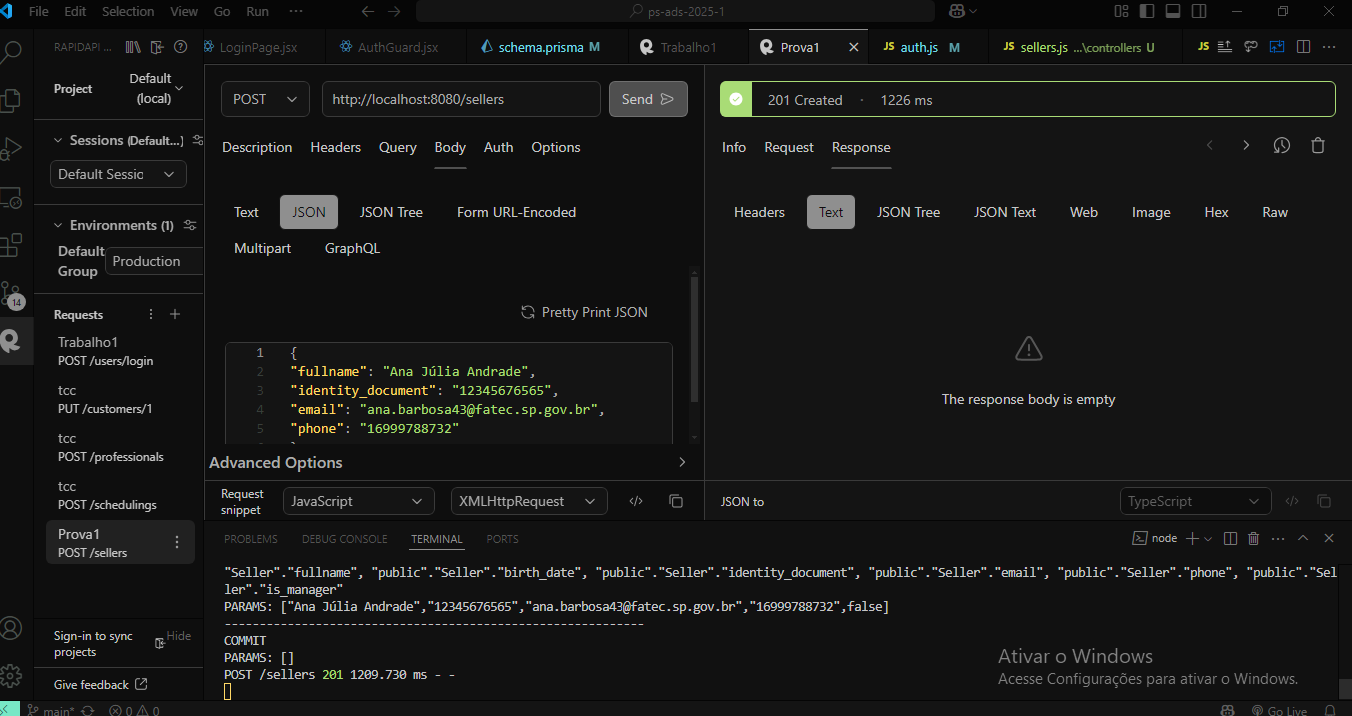 File Edit Selection View Go Run ··· ps-ads-2025-1
RAPIDAPI ...
LoginPage.jsx AuthGuard.jsx schema.prisma M Trabalho1 Prova1 JS auth.js M JS sellers.js ...\controllers U JS
Project Default (local)
Sessions (Default...)
Default Sessic
Environments (1)
Default Group Production
Requests
Trabalho1
POST /users/login
tcc
PUT /customers/1
tcc
POST /professionals
tcc
POST /schedulings
Prova1
POST /sellers
Sign-in to sync projects
Hide
Give feedback
14
POST http://localhost:8080/sellers Send
Description Headers Query Body Auth Options
Text JSON JSON Tree Form URL-Encoded
Multipart GraphQL
Pretty Print JSON
1 {
2 "fullname": "Ana Júlia Andrade",
3 "identity_document": "12345676565",
4 "email": "ana.barbosa43@fatec.sp.gov.br",
5 "phone": "16999788732"
Advanced Options
Request snippet JavaScript XMLHttpRequest
201 Created · 1226 ms
Info Request Response
Headers Text JSON Tree JSON Text Web Image Hex Raw
The response body is empty
JSON to TypeScript
PROBLEMS DEBUG CONSOLE TERMINAL PORTS
node
"Seller"."fullname", "public"."Seller"."birth_date", "public"."Seller"."identity_document", "public"."Seller"."email", "public"."Seller"."phone", "public"."Sel
ler"."is_manager"
PARAMS: ["Ana Júlia Andrade","12345676565","ana.barbosa43@fatec.sp.gov.br","16999788732",false]
------------------------------------------------------------
COMMIT
PARAMS: []
POST /sellers 201 1209.730 ms - -
Ativar o Windows
Acesse Configurações para ativar o Windows.
main* 0 0 Go Live